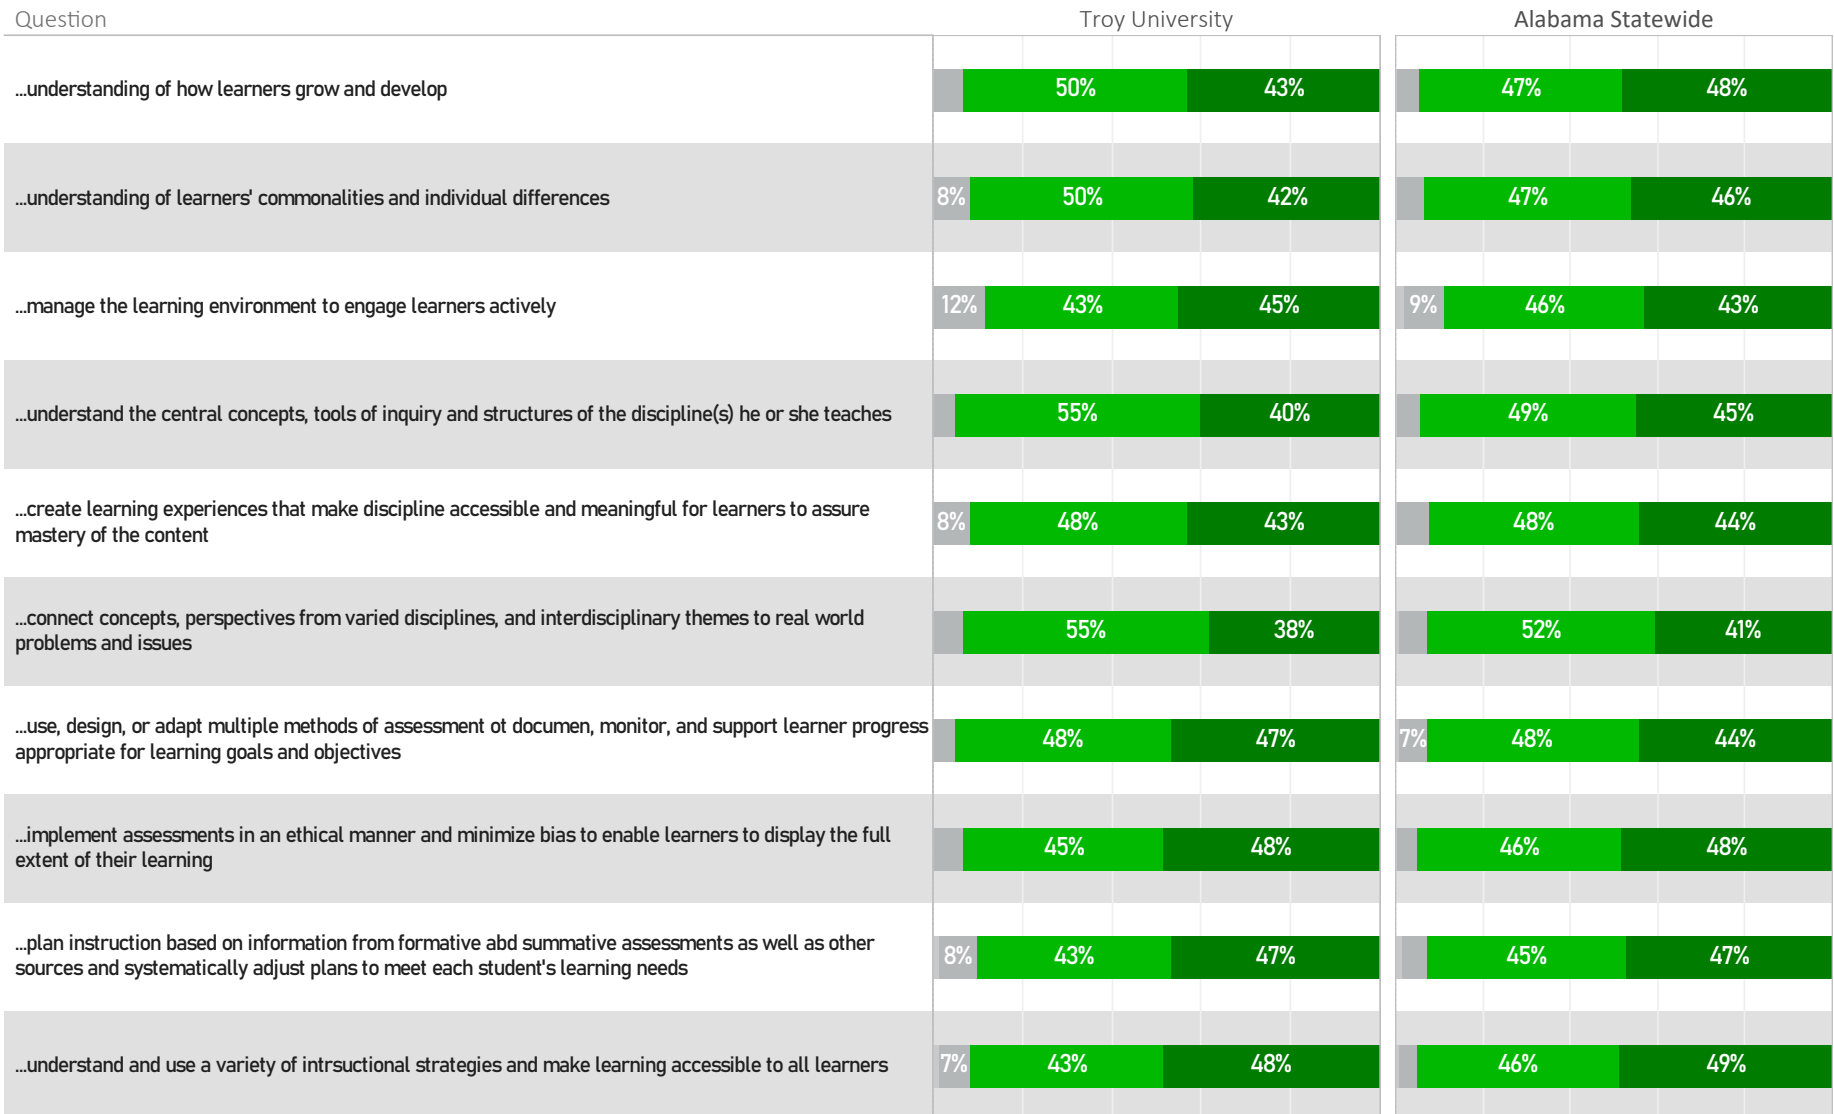 Question Troy University Alabama Statewide
...understanding of how learners grow and develop 50% 43% 47% 48%
...understanding of learners' commonalities and individual differences 8% 50% 42% 47% 46%
...manage the learning environment to engage learners actively 12% 43% 45% 9% 46% 43%
...understand the central concepts, tools of inquiry and structures of the discipline(s) he or she teaches 55% 40% 49% 45%
...create learning experiences that make discipline accessible and meaningful for learners to assure
mastery of the content 8% 48% 43% 48% 44%
...connect concepts, perspectives from varied disciplines, and interdisciplinary themes to real world
problems and issues 55% 38% 52% 41%
...use, design, or adapt multiple methods of assessment ot documen, monitor, and support learner progress
appropriate for learning goals and objectives 48% 47% 7% 48% 44%
...implement assessments in an ethical manner and minimize bias to enable learners to display the full
extent of their learning 45% 48% 46% 48%
...plan instruction based on information from formative abd summative assessments as well as other
sources and systematically adjust plans to meet each student's learning needs 8% 43% 47% 45% 47%
...understand and use a variety of intrsuctional strategies and make learning accessible to all learners 7% 43% 48% 46% 49%